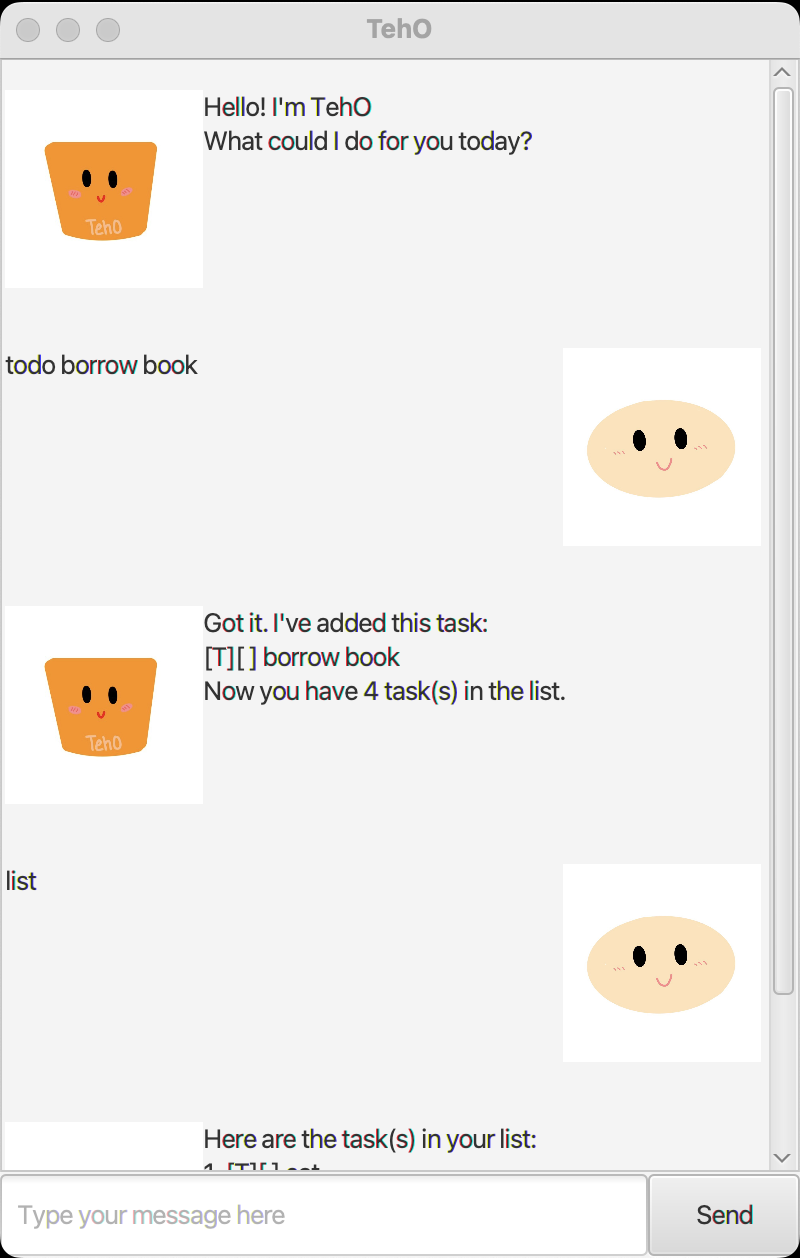 TehO
Hello! I'm TehO
What could I do for you today?
TehO
todo borrow book
Got it. I've added this task:
[T][ ] borrow book
Now you have 4 task(s) in the list.
TehO
list
Here are the task(s) in your list:
1. [T][ ]
Type your message here
Send